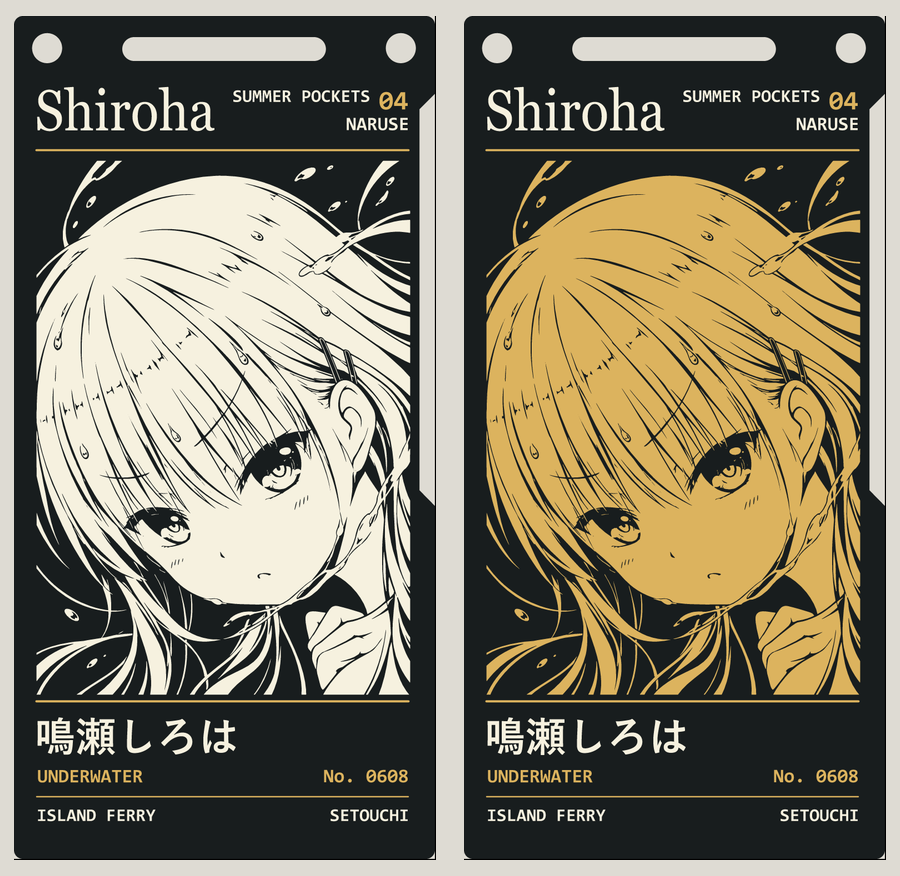 Shiroha
SUMMER POCKETS 04
NARUSE
鳴瀬しろは
UNDERWATER No. 0608
ISLAND FERRY SETOUCHI
Shiroha
SUMMER POCKETS 04
NARUSE
鳴瀬しろは
UNDERWATER No. 0608
ISLAND FERRY SETOUCHI